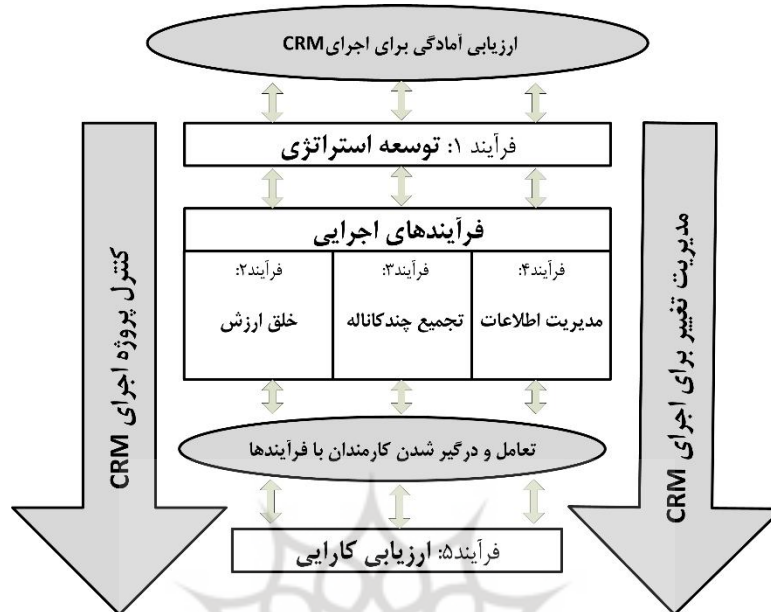 ارزیابی آمادگی برای اجرای CRM
فرآیند ۱: توسعه استراتژی
فرآیندهای اجرایی
فرآیند۴:
مدیریت اطلاعات
فرآیند۳:
تجمیع چندکاناله
فرآیند۲:
خلق ارزش
تعامل و درگیر شدن کارمندان با فرآیندها
فرآیند۵: ارزیابی کارایی
مدیریت تغییر برای اجرای CRM
کنترل پروژه اجرای CRM